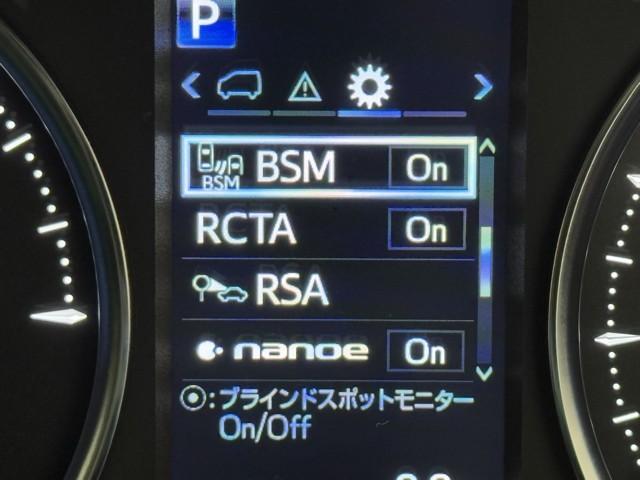 P
BSM BSM On
RCTA On
RSA
nanoe On
⦿:ブラインドスポットモニター
On/Off